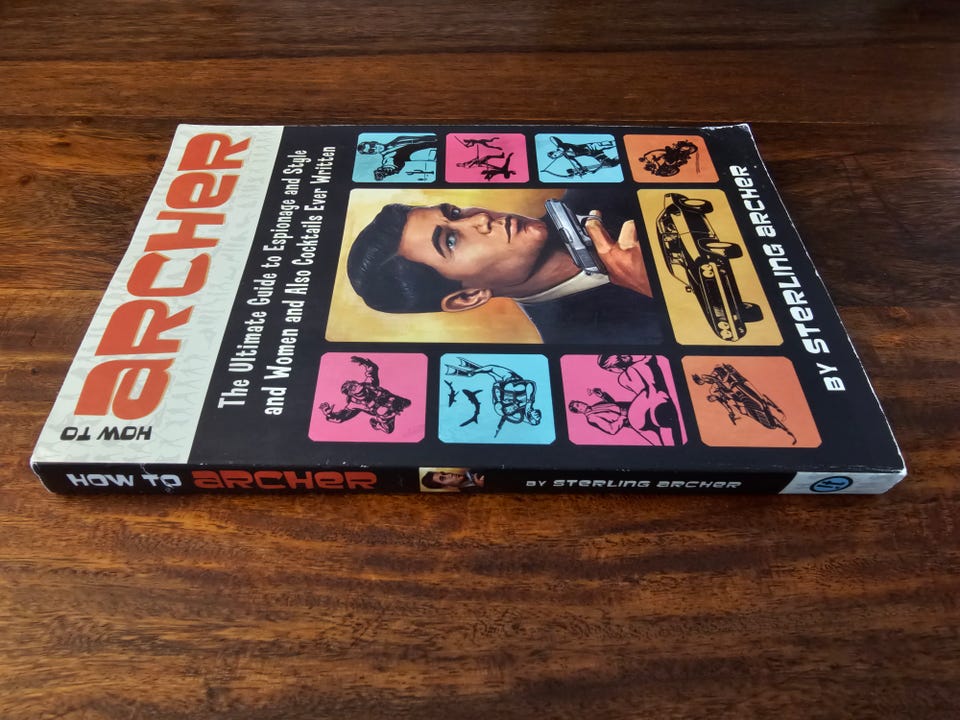 HOW TO
ARCHER
The Ultimate Guide to Espionage and Style
and Women and Also Cocktails Ever Written
BY STERLING ARCHER
HOW TO ARCHER
BY STERLING ARCHER